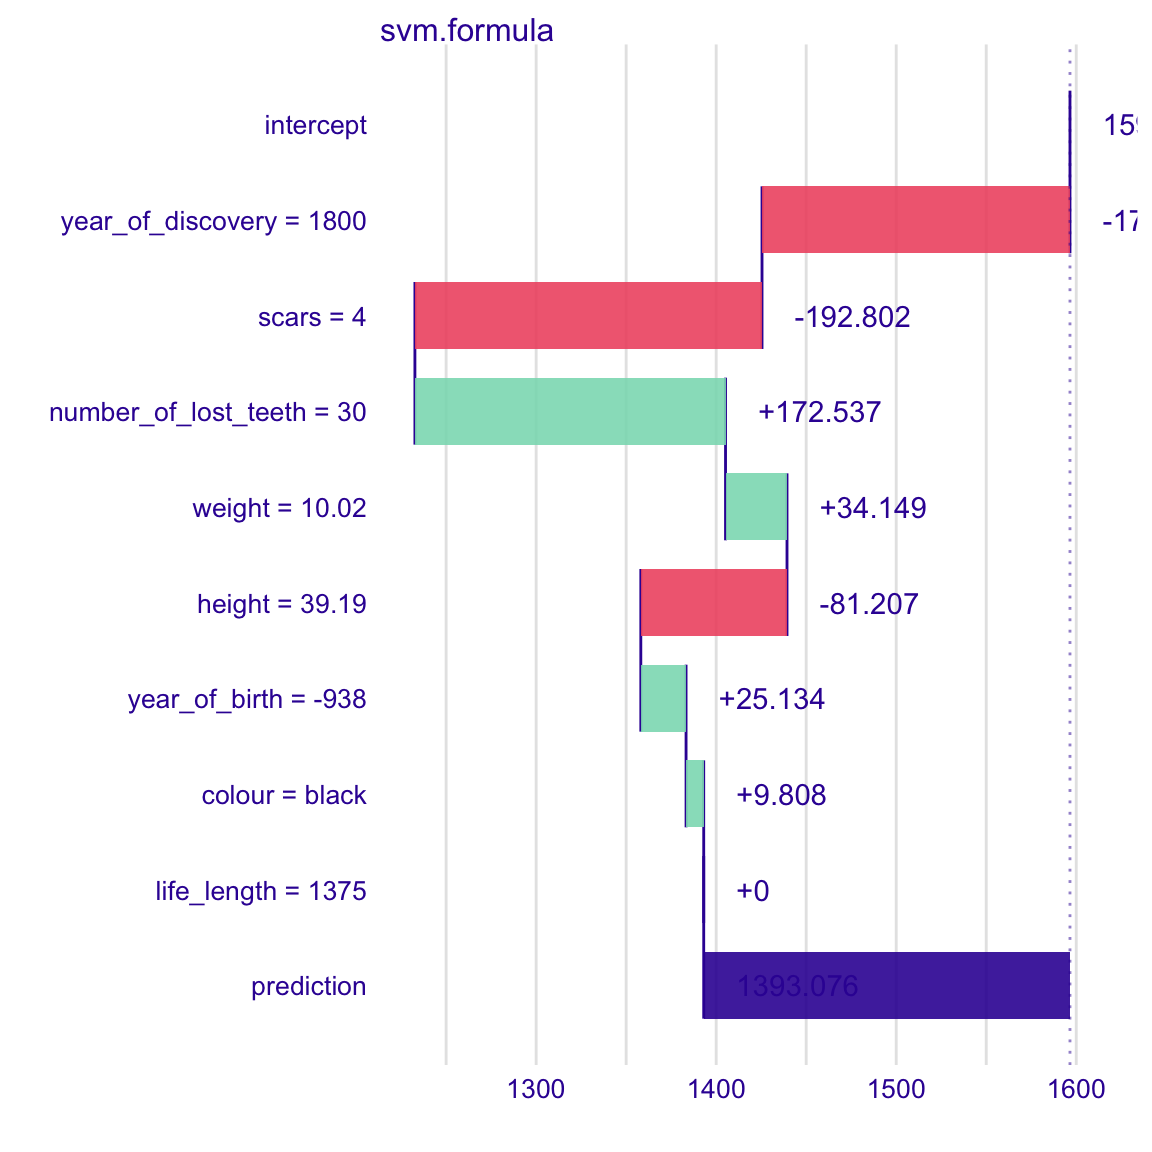 svm.formula
intercept
year_of_discovery = 1800
-17
scars = 4
-192.802
number_of_lost_teeth = 30
+172.537
weight = 10.02
+34.149
height = 39.19
-81.207
year_of_birth = -938
+25.134
colour = black
+9.808
life_length = 1375
+0
prediction
1393.076
1300 1400 1500 1600